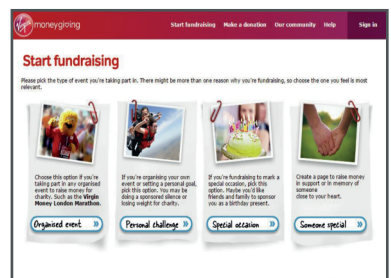 Virgin moneygiving Start fundraising Make a donation Our community Help Sign in
Start fundraising
Please pick the type of event you're taking part in. There might be more than one reason why you're fundraising, so choose the one you feel is most
relevant.
Choose this option if you're
taking part in any organised
event to raise money for
charity. Such as the Virgin
Money London Marathon.
Organised event »
If you're organising your own
event or setting a personal goal,
pick this option. You may be
doing a sponsored silence or
losing weight for charity.
Personal challenge »
If you're fundraising to mark a
special occasion, pick this
option. Maybe you'd like
friends and family to sponsor
you as a birthday present.
Special occasion »
Create a page to raise money
in support or in memory of
someone
close to your heart.
Someone special »